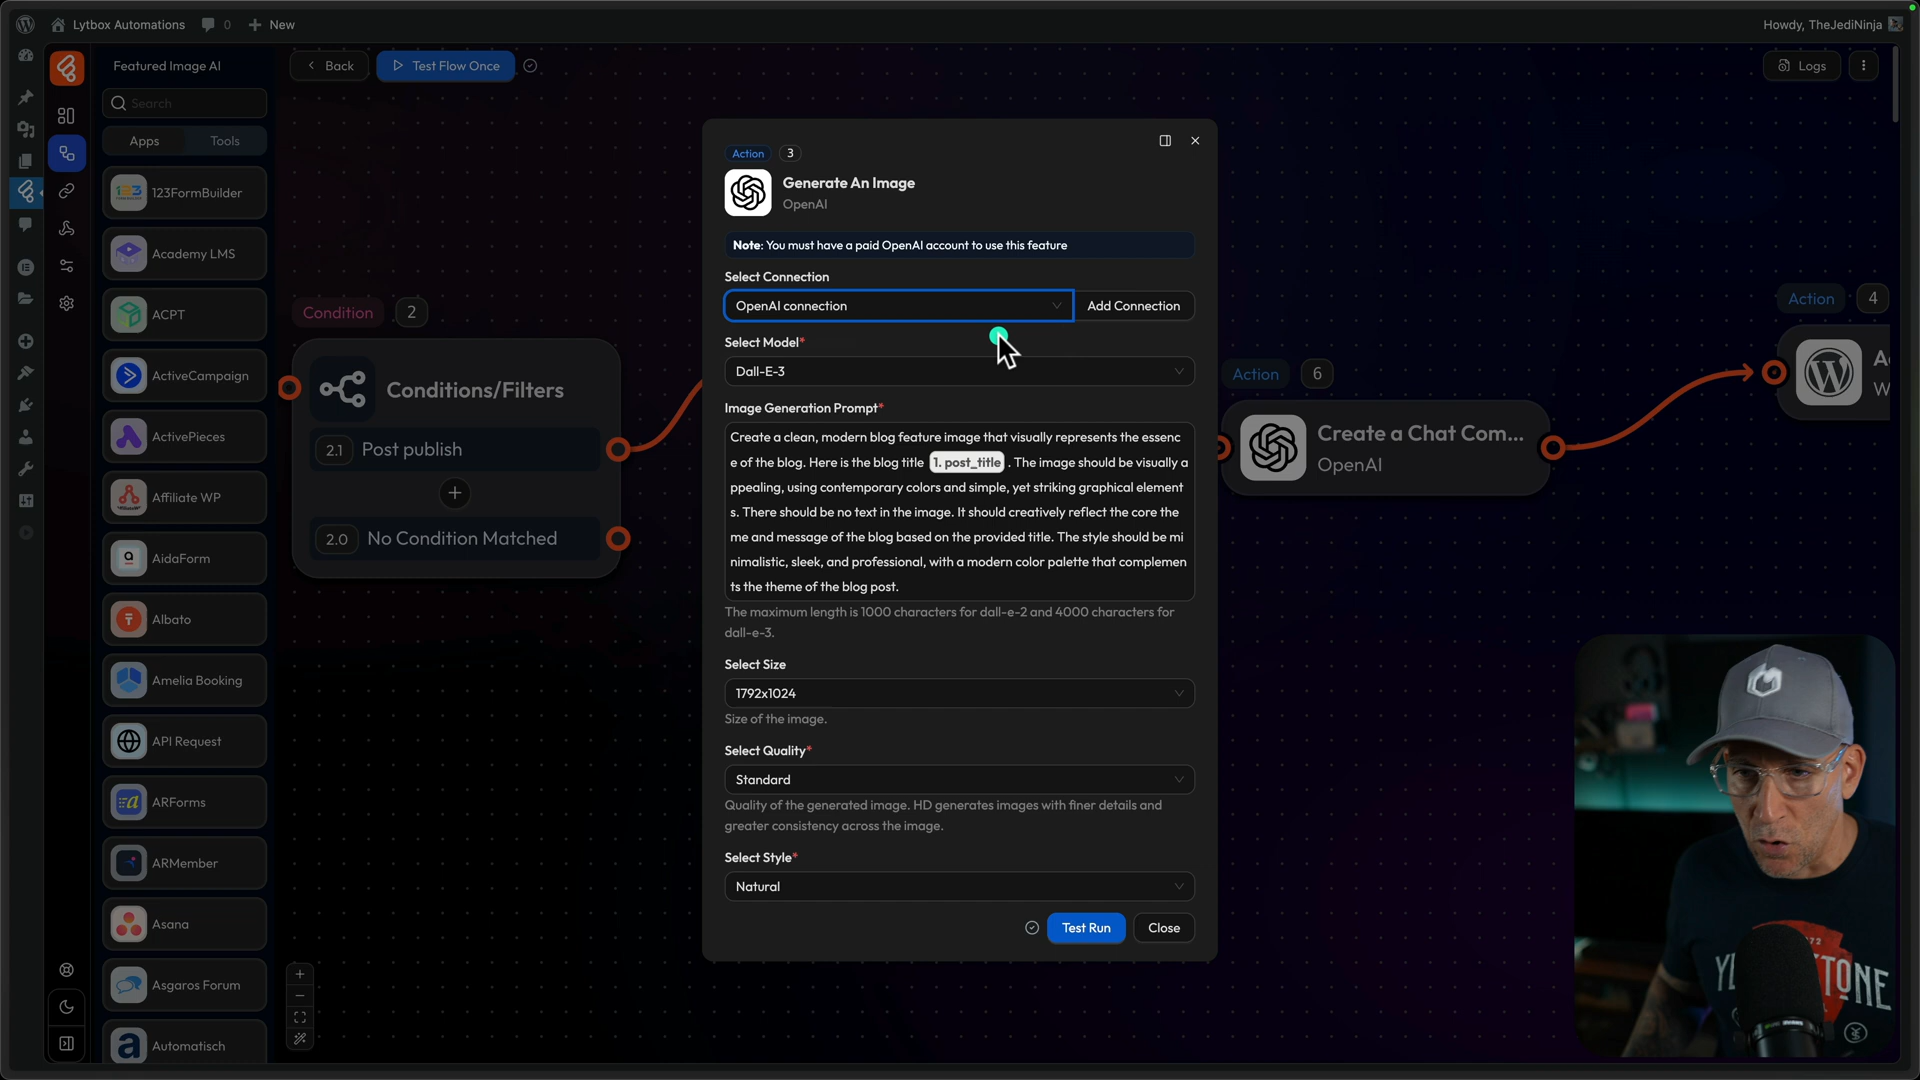 Lytbox Automations
0
New
Howdy, TheJediNinja
Featured Image AI
Back
Test Flow Once
Logs
Search
Apps
Tools
123FormBuilder
Academy LMS
ACPT
ActiveCampaign
ActivePieces
Affiliate WP
AidaForm
Albato
Amelia Booking
API Request
ARForms
ARMember
Asana
Asgaros Forum
Automatisch
Condition
2
Conditions/Filters
2.1
Post publish
2.0
No Condition Matched
Action
3
Generate An Image
OpenAI
Note: You must have a paid OpenAI account to use this feature
Select Connection
OpenAI connection
Add Connection
Select Model*
Dall-E-3
Image Generation Prompt*
Create a clean, modern blog feature image that visually represents the essenc
e of the blog. Here is the blog title 1. post_title . The image should be visually a
ppealing, using contemporary colors and simple, yet striking graphical element
s. There should be no text in the image. It should creatively reflect the core the
me and message of the blog based on the provided title. The style should be mi
nimalistic, sleek, and professional, with a modern color palette that complemen
ts the theme of the blog post.
The maximum length is 1000 characters for dall-e-2 and 4000 characters for
dall-e-3.
Select Size
1792x1024
Size of the image.
Select Quality*
Standard
Quality of the generated image. HD generates images with finer details and
greater consistency across the image.
Select Style*
Natural
Test Run
Close
Action
6
Create a Chat Com...
OpenAI
Action
4